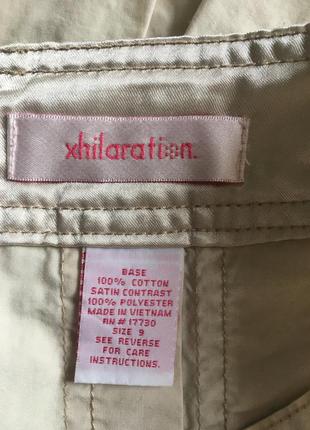 xhilaration.
BASE
100% COTTON
SATIN CONTRAST
100% POLYESTER
MADE IN VIETNAM
RN # 17730
SIZE 9
SEE REVERSE
FOR CARE
INSTRUCTIONS.